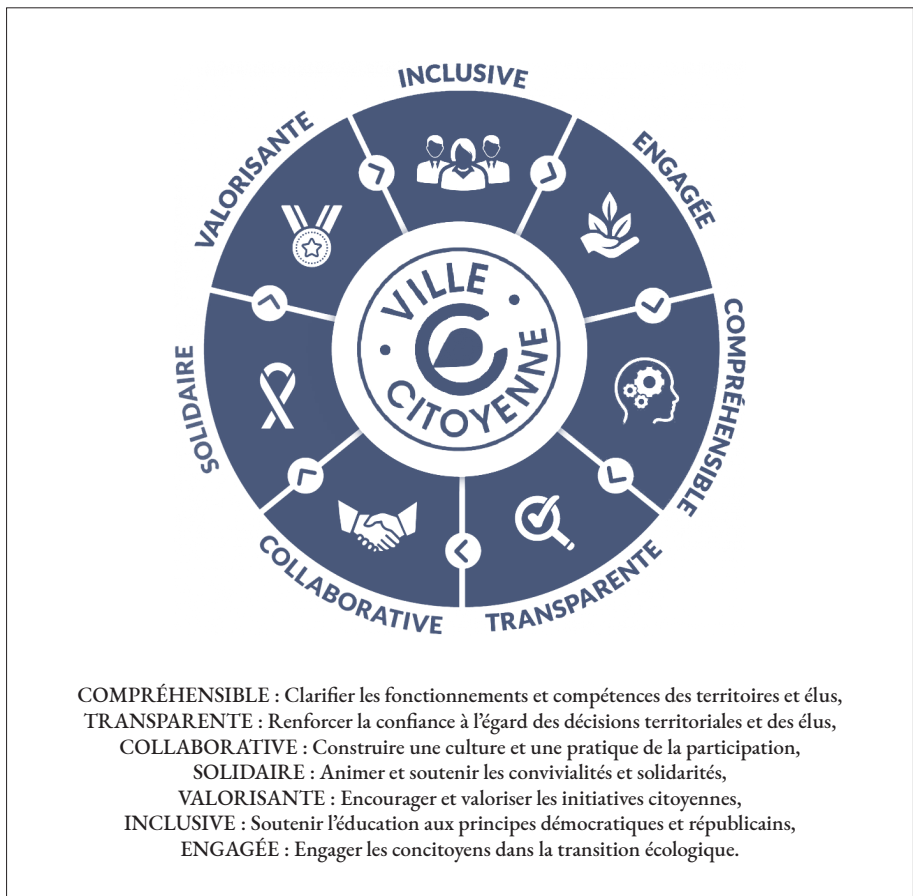 INCLUSIVE
ENGAGÉE
COMPRÉHENSIBLE
TRANSPARENTE
COLLABORATIVE
SOLIDAIRE
VALORISANTE
VILLE
CITOYENNE
COMPRÉHENSIBLE : Clarifier les fonctionnements et compétences des territoires et élus,
TRANSPARENTE : Renforcer la confiance à l’égard des décisions territoriales et des élus,
COLLABORATIVE : Construire une culture et une pratique de la participation,
SOLIDAIRE : Animer et soutenir les convivialités et solidarités,
VALORISANTE : Encourager et valoriser les initiatives citoyennes,
INCLUSIVE : Soutenir l’éducation aux principes démocratiques et républicains,
ENGAGÉE : Engager les concitoyens dans la transition écologique.